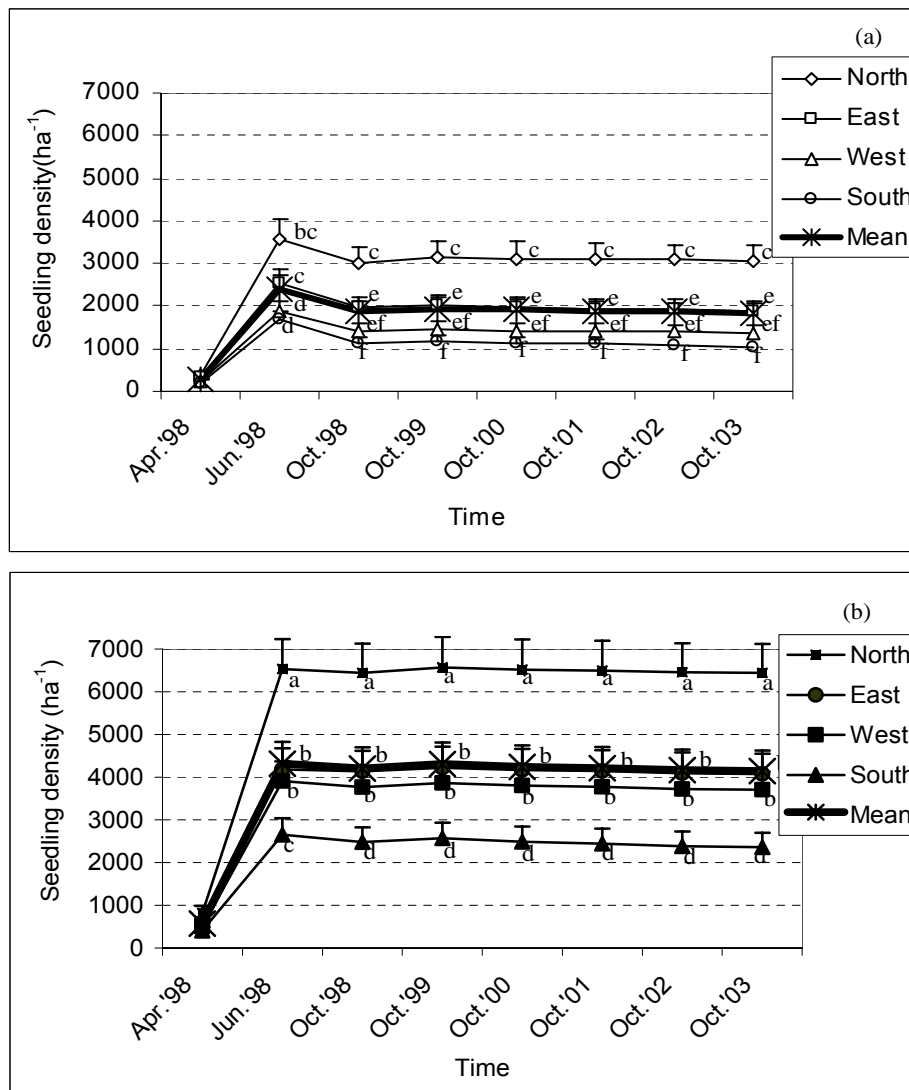 (a)
North
East
West
South
Mean
Seedling density(ha-1)
7000
6000
5000
4000
3000
2000
1000
0
bc c c c c c c
c e e e e e e
d ef ef ef ef ef ef
d f f f f f f
Apr.'98 Jun.'98 Oct.'98 Oct.'99 Oct.'00 Oct.'01 Oct.'02 Oct.'03
Time
(b)
North
East
West
South
Mean
Seedling density (ha-1)
7000
6000
5000
4000
3000
2000
1000
0
a a a a a a a
b b b b b b b
b b b b b b b
c d d d d d d
Apr.'98 Jun.'98 Oct.'98 Oct.'99 Oct.'00 Oct.'01 Oct.'02 Oct.'03
Time